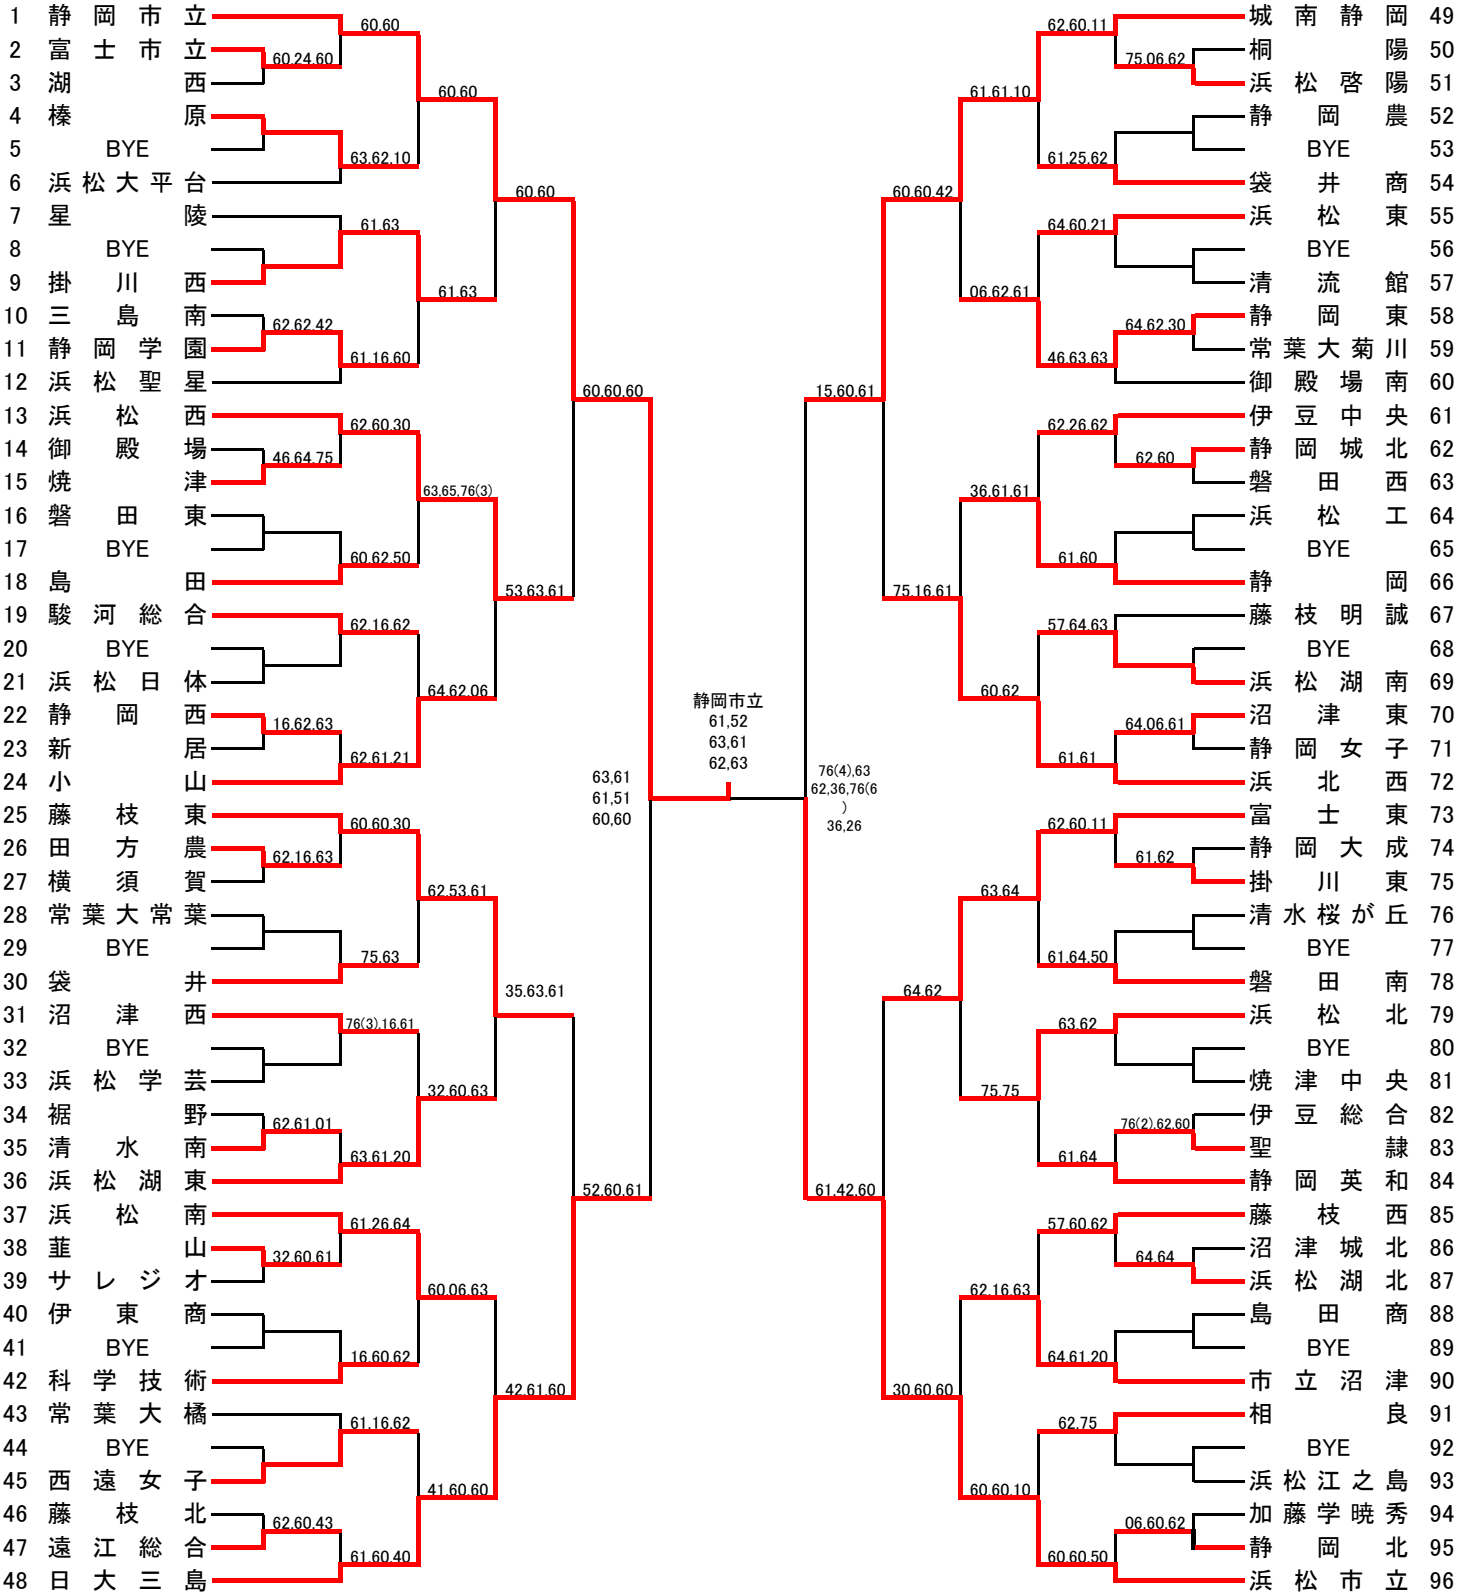 1 静岡市立
2 富士市立
3 湖西
4 榛原
5 BYE
6 浜松大平台
7 星陵
8 BYE
9 掛川西
10 三島南
11 静岡学園
12 浜松聖星
13 浜松西
14 御殿場
15 焼津
16 磐田東
17 BYE
18 島田
19 駿河総合
20 BYE
21 浜松日体
22 静岡西
23 新居
24 小山
25 藤枝東
26 田方農
27 横須賀
28 常葉大常葉
29 BYE
30 袋井
31 沼津西
32 BYE
33 浜松学芸
34 裾野
35 清水南
36 浜松湖東
37 浜松南
38 韮山
39 サレジオ
40 伊東商
41 BYE
42 科学技術
43 常葉大橘
44 BYE
45 西遠女子
46 藤枝北
47 遠江総合
48 日大三島
60.60
60.24.60
63.62.10
61.63
62.62.42
61.16.60
62.60.30
46.64.75
60.62.50
62.16.62
16.62.63
62.61.21
60.60.30
62.16.63
75.63
76(3).16.61
62.61.01
63.61.20
61.26.64
32.60.61
16.60.62
61.16.62
62.60.43
61.60.40
60.60
61.63
63.65,76(3)
64.62.06
62.53.61
32.60.63
60.06.63
41.60.60
60.60
53.63.61
35.63.61
42.61.60
60.60.60
52.60.61
63,61
61,51
60,60
静岡市立
61,52
63,61
62,63
76(4),63
62,36,76(6
)
36,26
15.60.61
61.42.60
60.60.42
75.16.61
64.62
30.60.60
61.61.10
06.62.61
36.61.61
60.62
63.64
75.75
62.16.63
60.60.10
62.60.11
75.06.62
61.25.62
64.60.21
64.62.30
46.63.63
62.26.62
62.60
61.60
57.64.63
64.06.61
61.61
62.60.11
61.62
61.64.50
63.62
76(2).62.60
61.64
57.60.62
64.64
64.61.20
62.75
06.60.62
60.60.50
城南静岡 49
桐陽 50
浜松啓陽 51
静岡農 52
BYE 53
袋井商 54
浜松東 55
BYE 56
清流館 57
静岡東 58
常葉大菊川 59
御殿場南 60
伊豆中央 61
静岡城北 62
磐田西 63
浜松工 64
BYE 65
静岡 66
藤枝明誠 67
BYE 68
浜松湖南 69
沼津東 70
静岡女子 71
浜北西 72
富士東 73
静岡大成 74
掛川東 75
清水桜が丘 76
BYE 77
磐田南 78
浜松北 79
BYE 80
焼津中央 81
伊豆総合 82
聖隷 83
静岡英和 84
藤枝西 85
沼津城北 86
浜松湖北 87
島田商 88
BYE 89
市立沼津 90
相良 91
BYE 92
浜松江之島 93
加藤学暁秀 94
静岡北 95
浜松市立 96